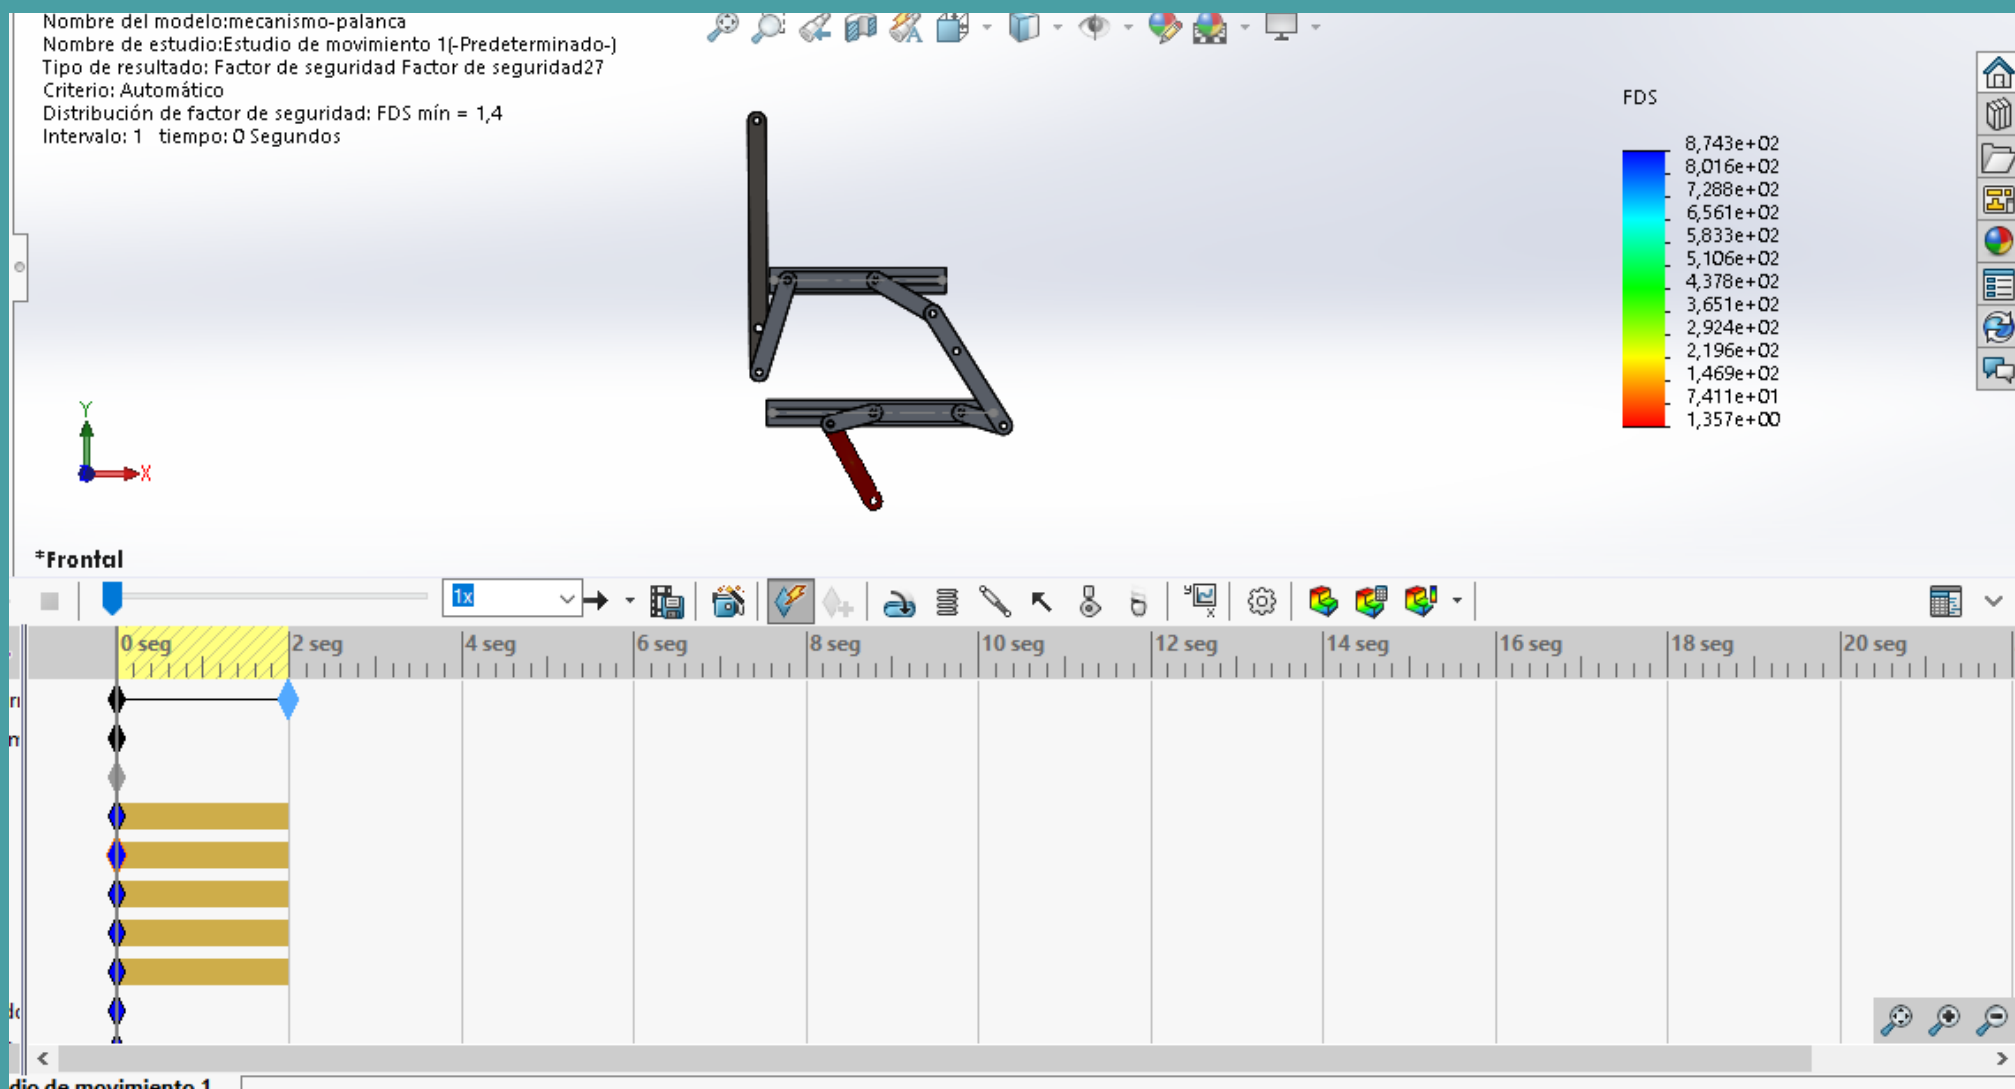 Nombre del modelo:mecanismo-palanca
Nombre de estudio:Estudio de movimiento 1(-Predeterminado-)
Tipo de resultado: Factor de seguridad Factor de seguridad27
Criterio: Automático
Distribución de factor de seguridad: FDS mín = 1,4
Intervalo: 1 tiempo: 0 Segundos
FDS
8,743e+02
8,016e+02
7,288e+02
6,561e+02
5,833e+02
5,106e+02
4,378e+02
3,651e+02
2,924e+02
2,196e+02
1,469e+02
7,411e+01
1,357e+00
Y
X
*Frontal
1x
0 seg 2 seg 4 seg 6 seg 8 seg 10 seg 12 seg 14 seg 16 seg 18 seg 20 seg
dio de movimiento 1